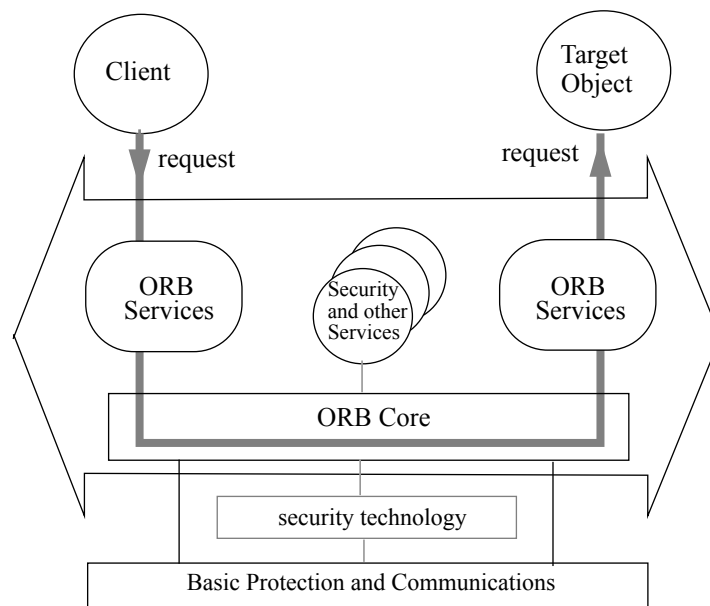 Client
Target
Object
request
request
ORB
Services
Security
and other
Services
ORB
Services
ORB Core
security technology
Basic Protection and Communications